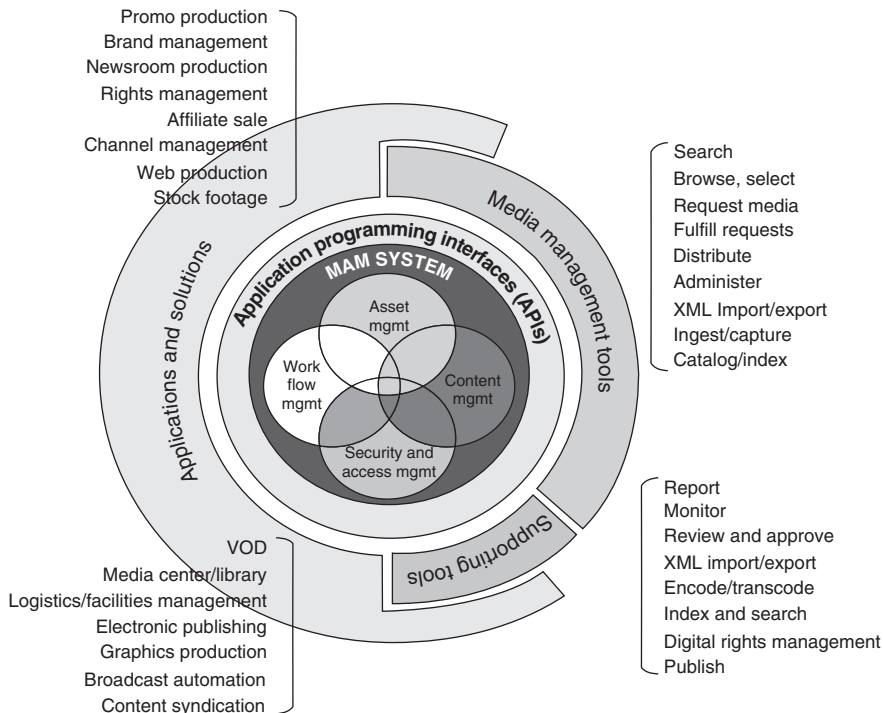 Promo production
Brand management
Newsroom production
Rights management
Affiliate sale
Channel management
Web production
Stock footage
Search
Browse, select
Request media
Fulfill requests
Distribute
Administer
XML Import/export
Ingest/capture
Catalog/index
Media management tools
Application programming interfaces (APIs)
MAM SYSTEM
Asset
mgmt
Work
flow
mgmt
Content
mgmt
Security and
access mgmt
Applications and solutions
Supporting tools
VOD
Media center/library
Logistics/facilities management
Electronic publishing
Graphics production
Broadcast automation
Content syndication
Report
Monitor
Review and approve
XML import/export
Encode/transcode
Index and search
Digital rights management
Publish